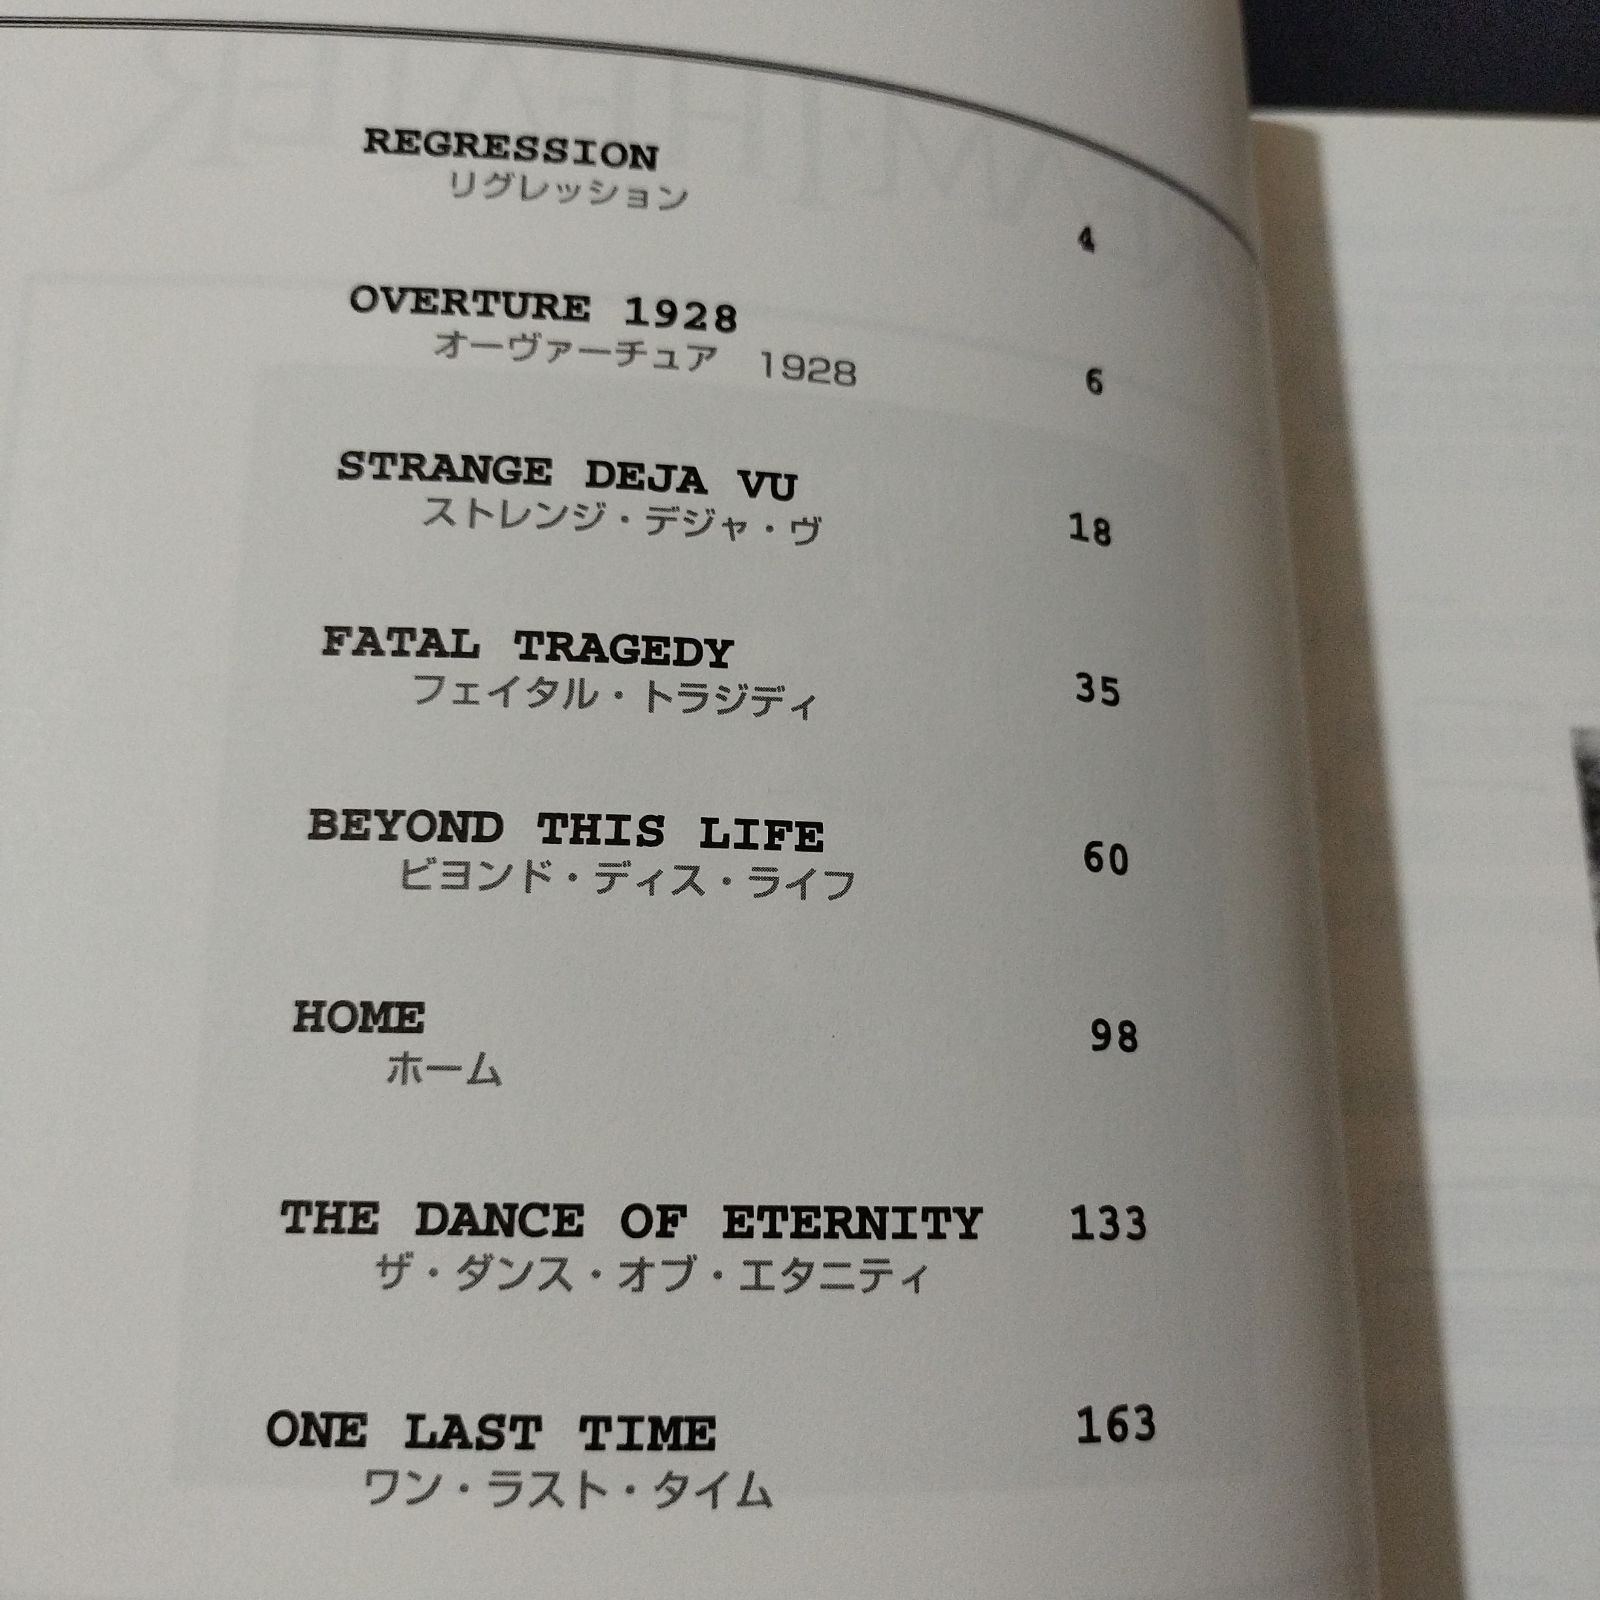 REGRESSION
リグレッション
4
OVERTURE 1928
オーヴァーチュア 1928
6
STRANGE DEJA VU
ストレンジ・デジャ・ヴ
18
FATAL TRAGEDY
フェイタル・トラジディ
35
BEYOND THIS LIFE
ビヨンド・ディス・ライフ
60
HOME
ホーム
98
THE DANCE OF ETERNITY 133
ザ・ダンス・オブ・エタニティ
ONE LAST TIME 163
ワン・ラスト・タイム